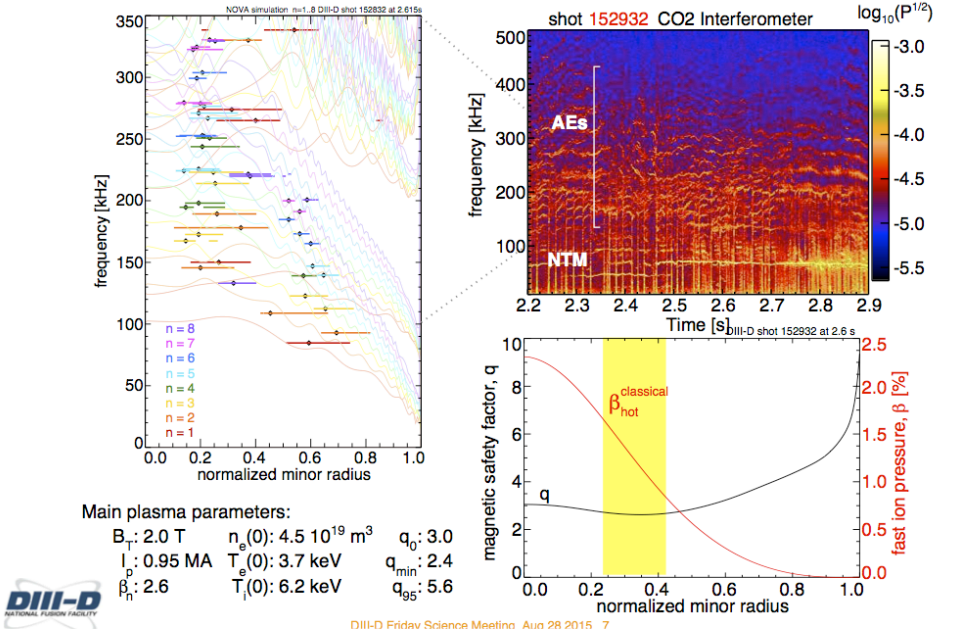 NOVA simulation n=1..8 DIII-D shot 152832 at 2.615s
350
300
250
200
150
100
50
0
frequency [kHz]
n = 8
n = 7
n = 6
n = 5
n = 4
n = 3
n = 2
n = 1
0.0 0.2 0.4 0.6 0.8 1.0
normalized minor radius
shot 152932 CO2 Interferometer
log10(P1/2)
500
400
300
200
100
frequency [kHz]
AEs
NTM
2.2 2.3 2.4 2.5 2.6 2.7 2.8 2.9
Time [s]
-3.0
-3.5
-4.0
-4.5
-5.0
-5.5
DIII-D shot 152932 at 2.6 s
10
8
6
4
2
0
magnetic safety factor, q
βhot classical
q
2.5
2.0
1.5
1.0
0.5
0.0
fast ion pressure, β [%]
0.0 0.2 0.4 0.6 0.8 1.0
normalized minor radius
Main plasma parameters:
BT: 2.0 T ne(0): 4.5 10^19 m^3 q0: 3.0
Ip: 0.95 MA Te(0): 3.7 keV qmin: 2.4
βn: 2.6 Ti(0): 6.2 keV q95: 5.6
DIII-D
NATIONAL FUSION FACILITY
DIII-D Friday Science Meeting, Aug 28 2015 7